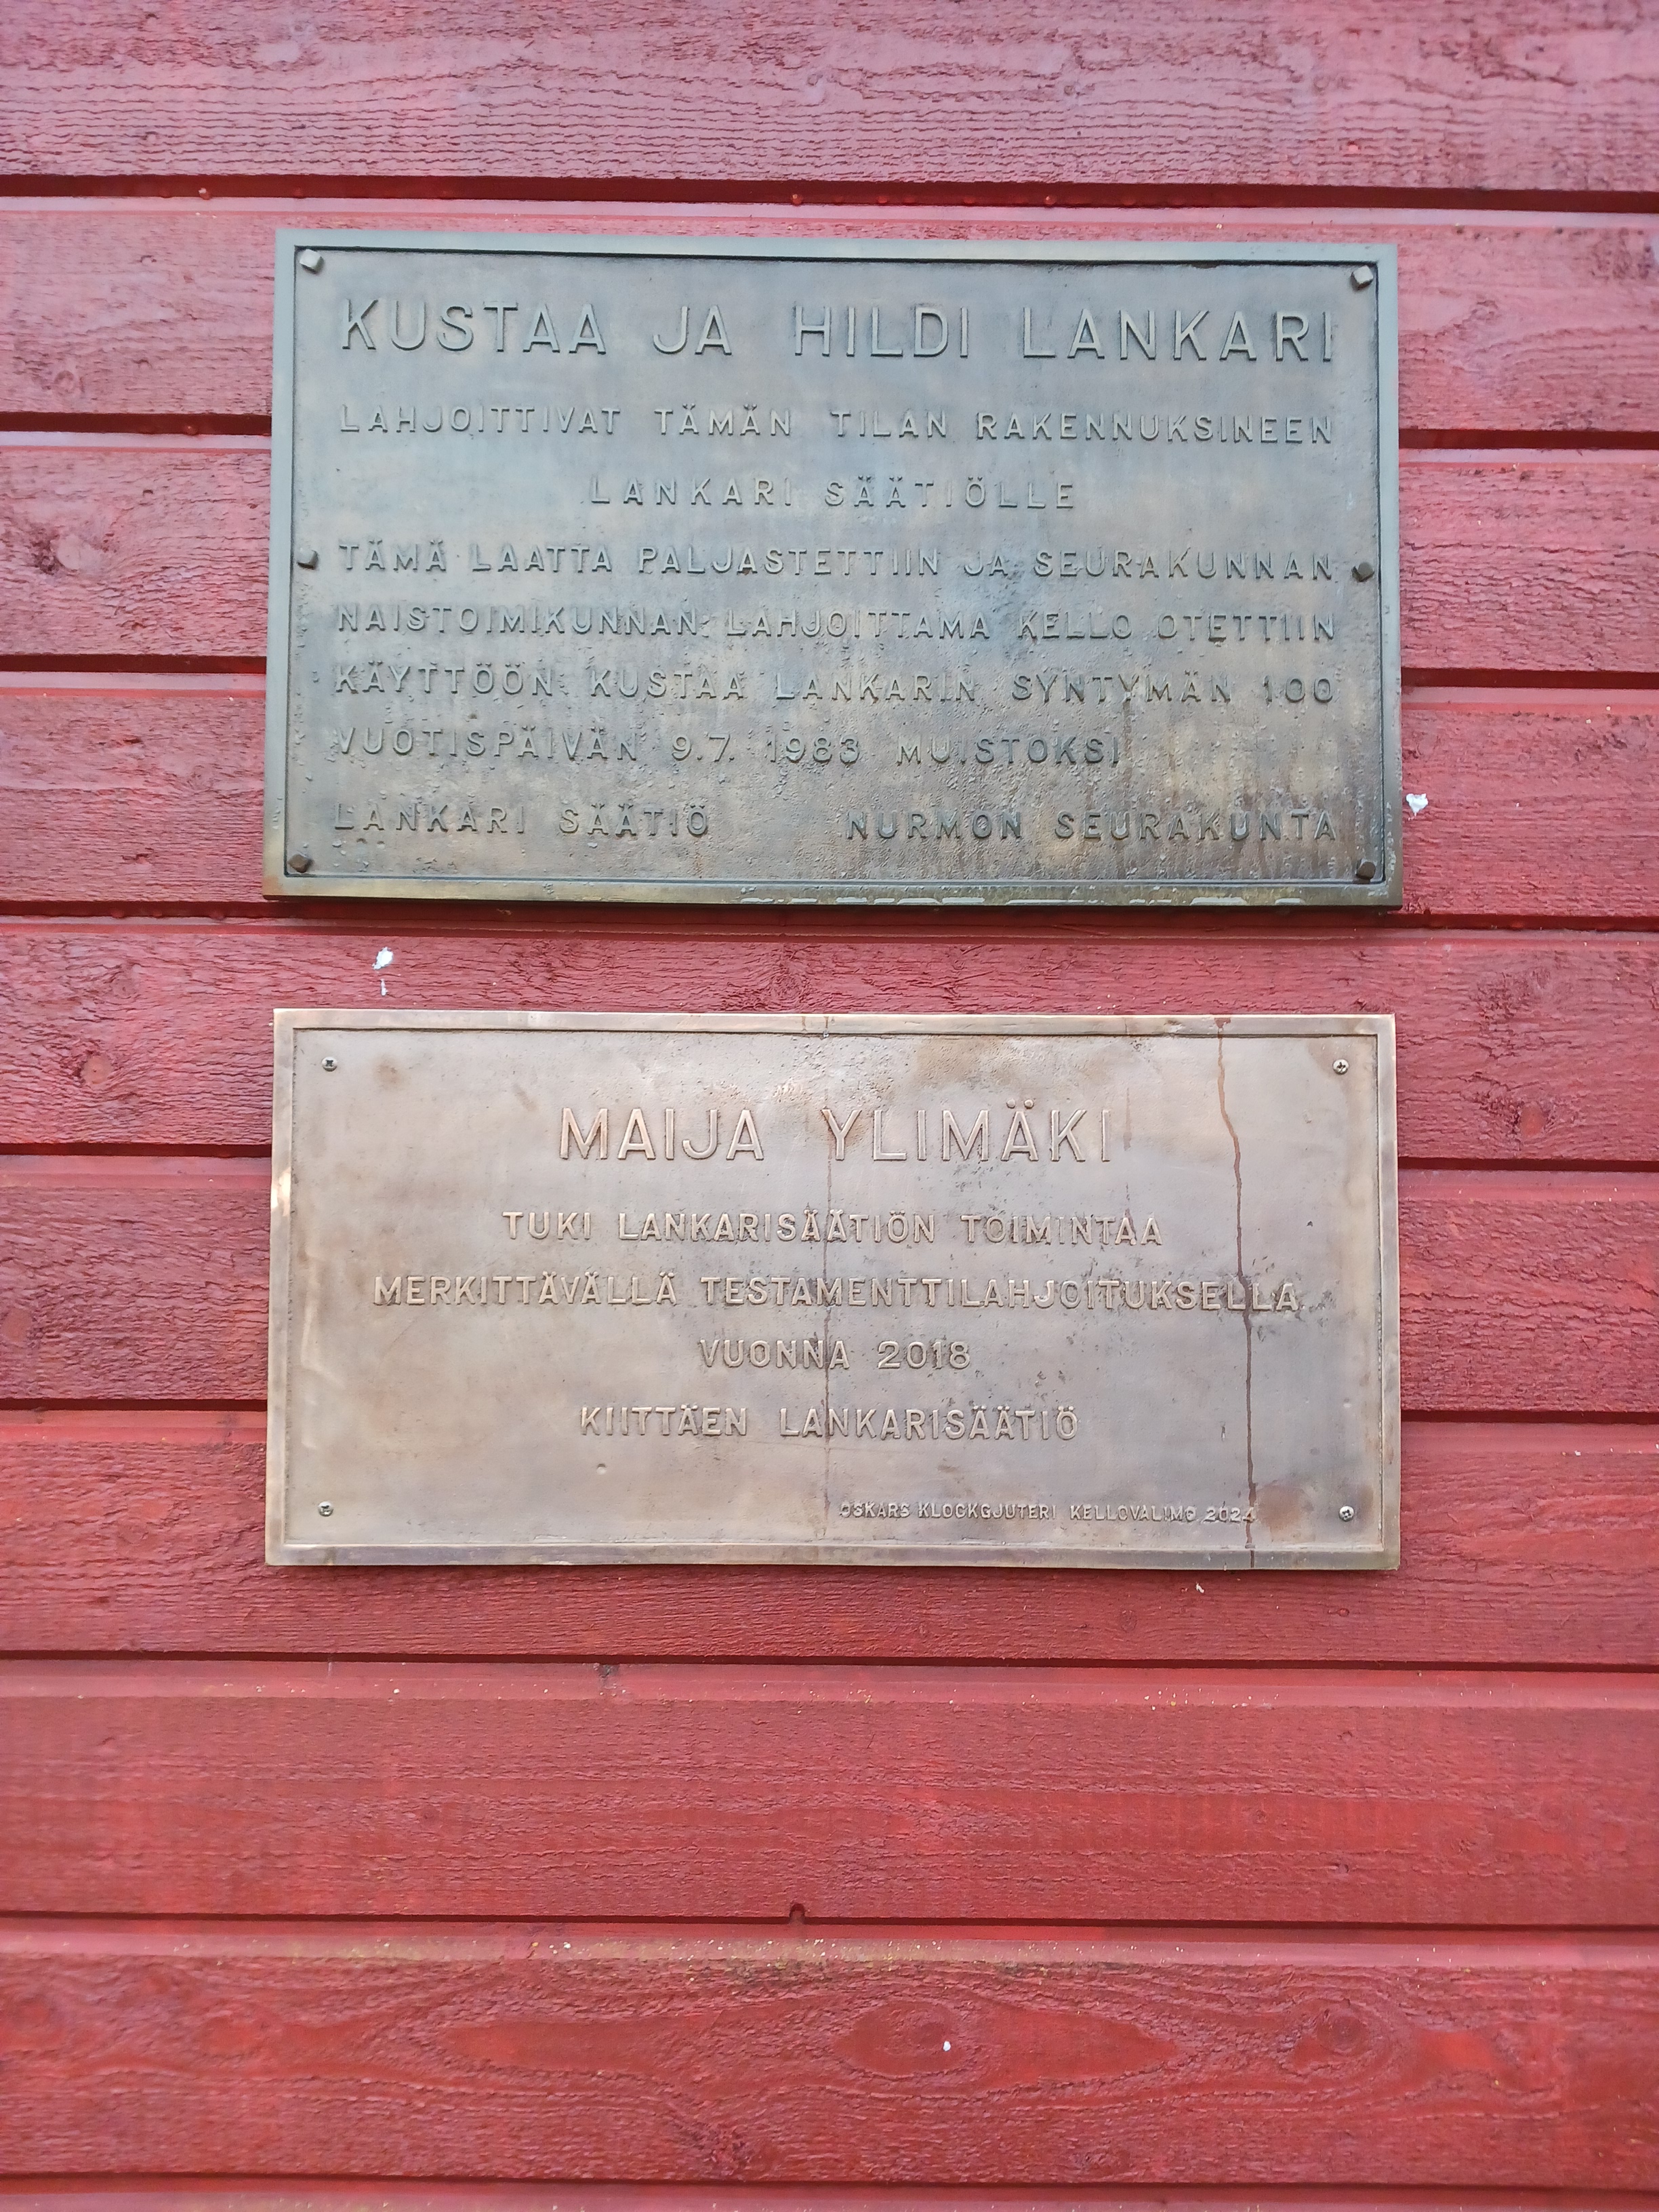 KUSTAA JA HILDI LANKARI
LAHJOITTIVAT TÄMÄN TILAN RAKENNUKSINEEN
LANKARI SÄÄTIÖLLE
TÄMÄ LAATTA PALJASTETTIIN JA SEURAKUNNAN
NAISTOIMIKUNNAN LAHJOITTAMA KELLO OTETTIIN
KÄYTTÖÖN KUSTAA LANKARIN SYNTYMÄN 100
VUOTISPÄIVÄN 9.7. 1983 MUISTOKSI
LANKARI SÄÄTIÖ NURMON SEURAKUNTA
MAIJA YLIMÄKI
TUKI LANKARISÄÄTIÖN TOIMINTAA
MERKITTÄVÄLLÄ TESTAMENTTILAHJOITUKSELLA
VUONNA 2018
KIITTÄEN LANKARISÄÄTIÖ
OSKARS KLOCKGJUTERI KELLOVALIMO 2024